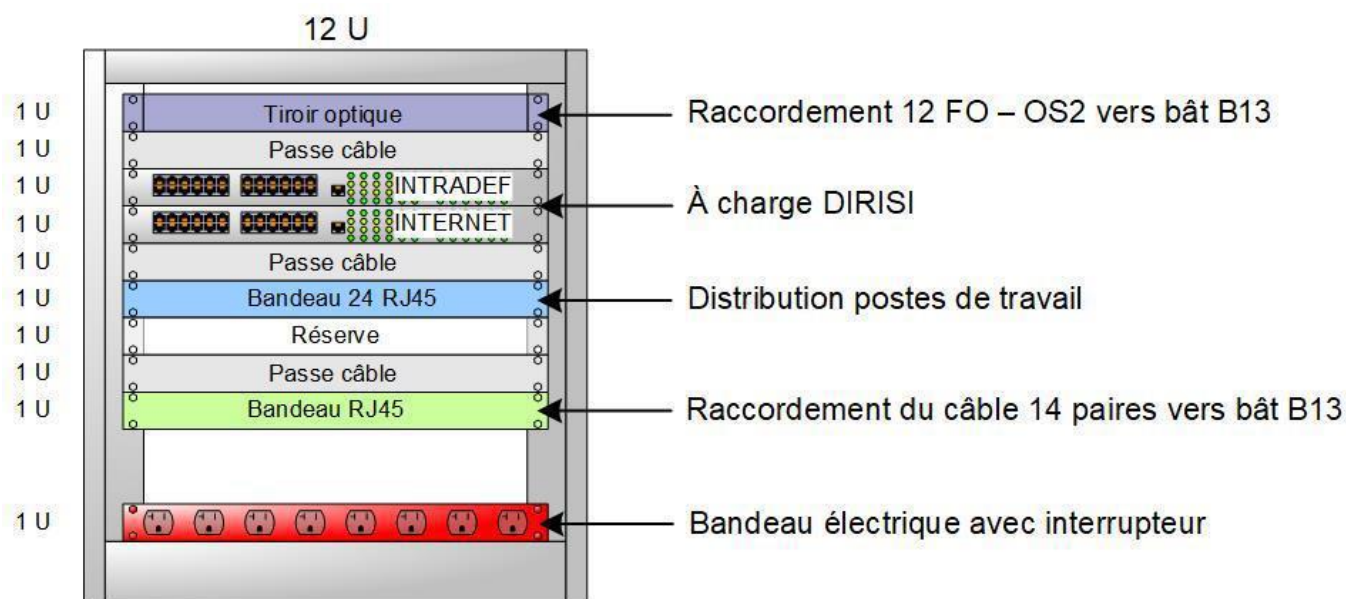 12 U
1 U
Tiroir optique
Raccordement 12 FO – OS2 vers bât B13
1 U
Passe câble
1 U
INTRADEF
À charge DIRISI
1 U
INTERNET
1 U
Passe câble
1 U
Bandeau 24 RJ45
Distribution postes de travail
1 U
Réserve
1 U
Passe câble
1 U
Bandeau RJ45
Raccordement du câble 14 paires vers bât B13
1 U
Bandeau électrique avec interrupteur